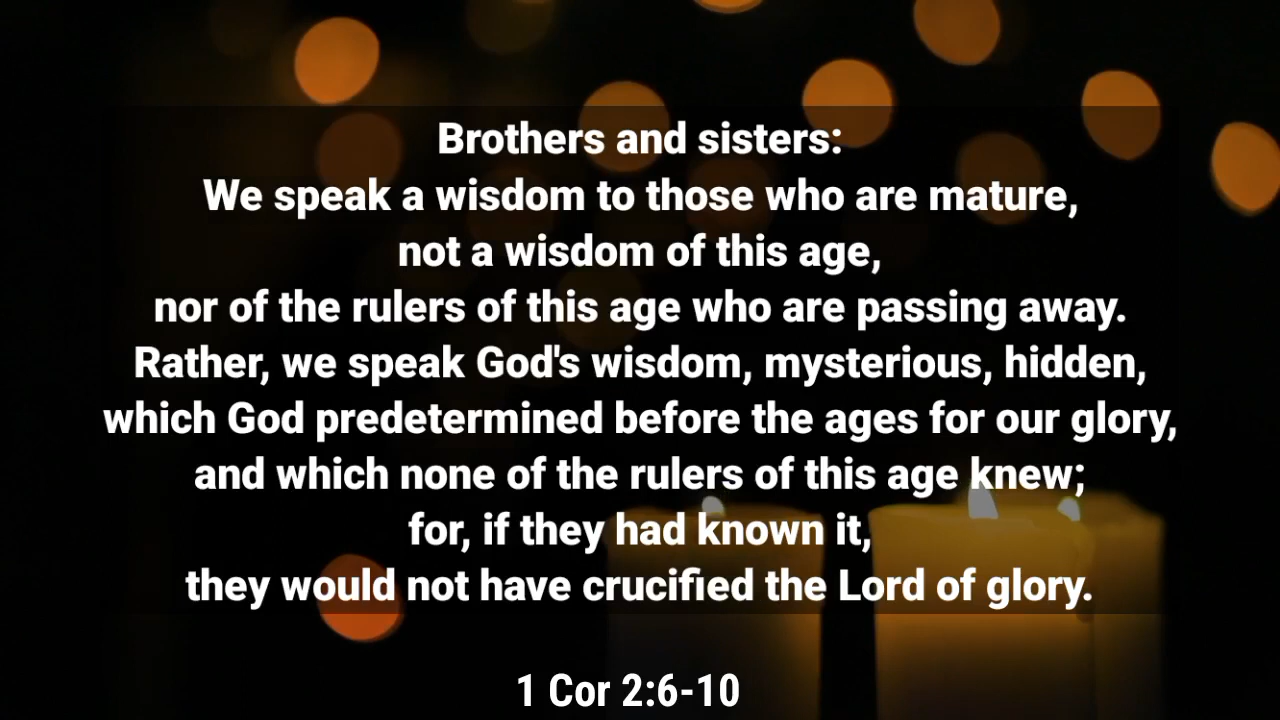 Brothers and sisters:
We speak a wisdom to those who are mature,
not a wisdom of this age,
nor of the rulers of this age who are passing away.
Rather, we speak God's wisdom, mysterious, hidden,
which God predetermined before the ages for our glory,
and which none of the rulers of this age knew;
for, if they had known it,
they would not have crucified the Lord of glory.
1 Cor 2:6-10